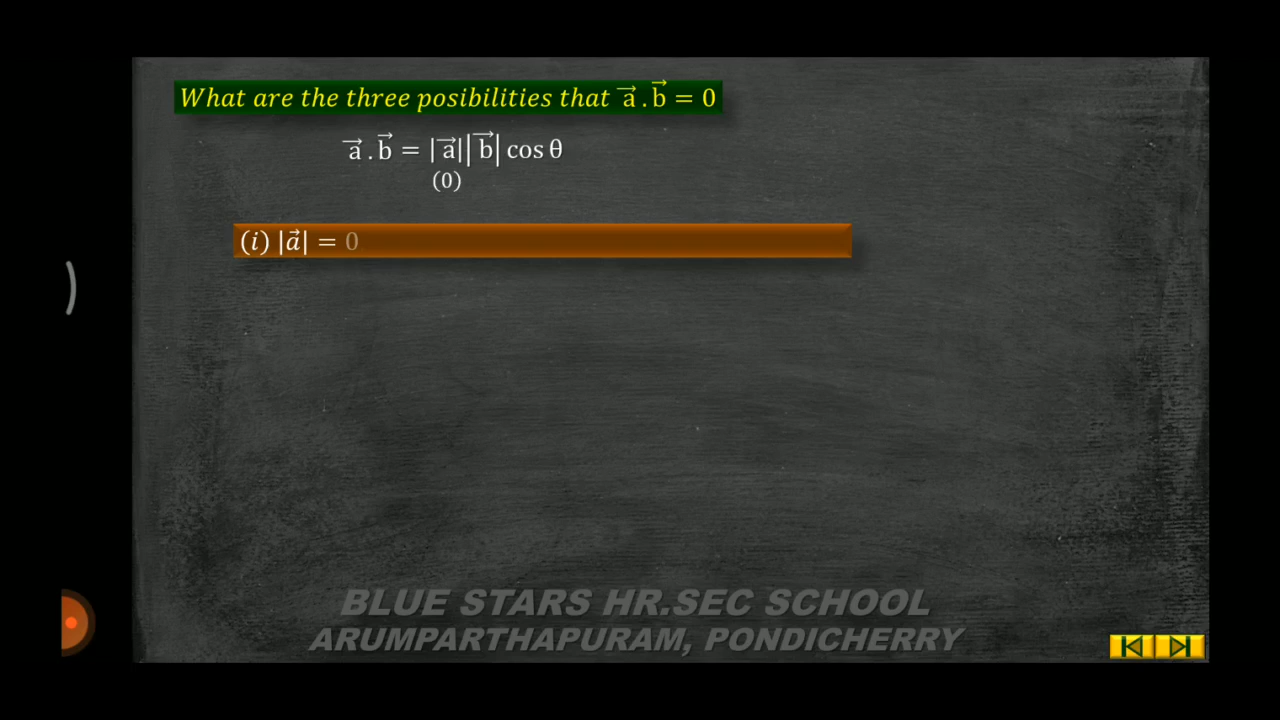 What are the three posibilities that a⃗ . b⃗ = 0
a⃗ . b⃗ = |a⃗||b⃗| cos θ
(0)
(i) |a⃗| = 0
BLUE STARS HR.SEC SCHOOL
ARUMPARTHAPURAM, PONDICHERRY